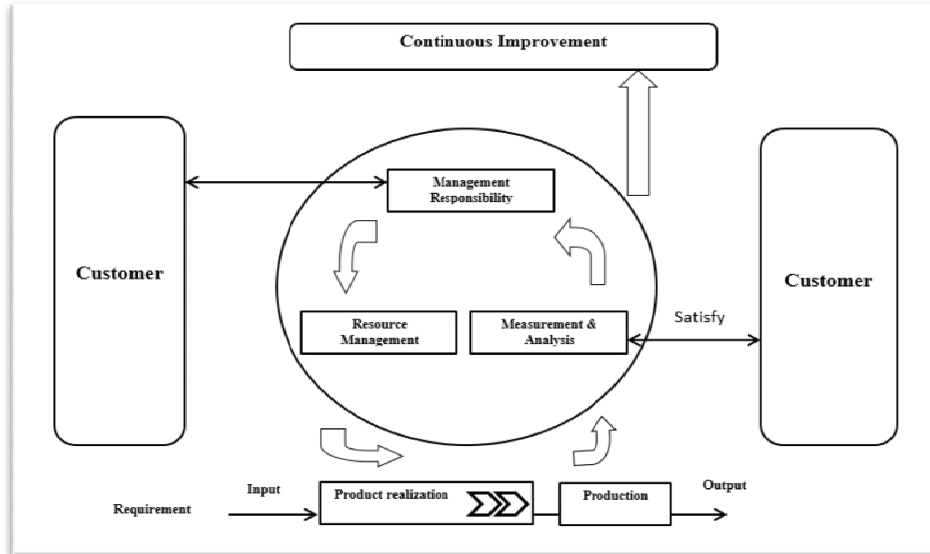 Continuous Improvement
Management
Responsibility
Customer
Customer
Resource
Management
Measurement &
Analysis
Satisfy
Requirement
Input
Product realization
Production
Output